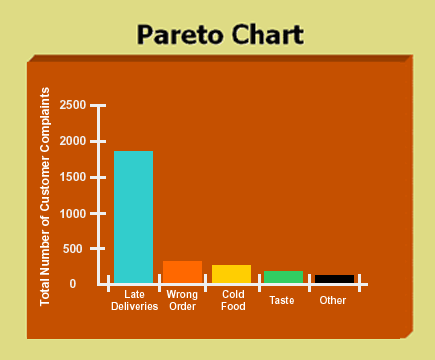 Pareto Chart
Total Number of Customer Complaints
2500
2000
1500
1000
500
0
Late
Deliveries
Wrong
Order
Cold
Food
Taste
Other